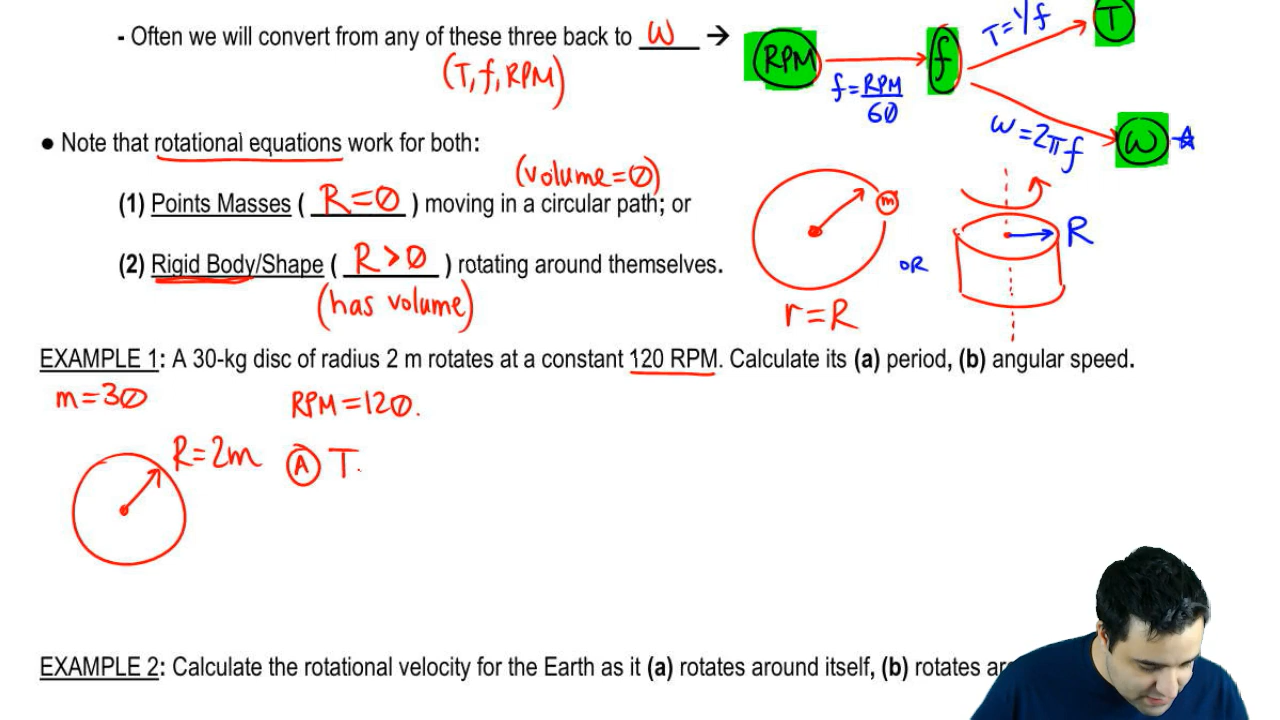 - Often we will convert from any of these three back to ω →
(T, f, RPM)
RPM
f = RPM/60
f
T = 1/f
T
ω = 2πf
ω
● Note that rotational equations work for both:
(volume=0)
(1) Points Masses ( R=0 ) moving in a circular path; or
(2) Rigid Body/Shape ( R>0 ) rotating around themselves.
(has volume)
m
r=R
OR
R
EXAMPLE 1: A 30-kg disc of radius 2 m rotates at a constant 120 RPM. Calculate its (a) period, (b) angular speed.
m=30
RPM=120.
R=2m
A T.
EXAMPLE 2: Calculate the rotational velocity for the Earth as it (a) rotates around itself, (b) rotates